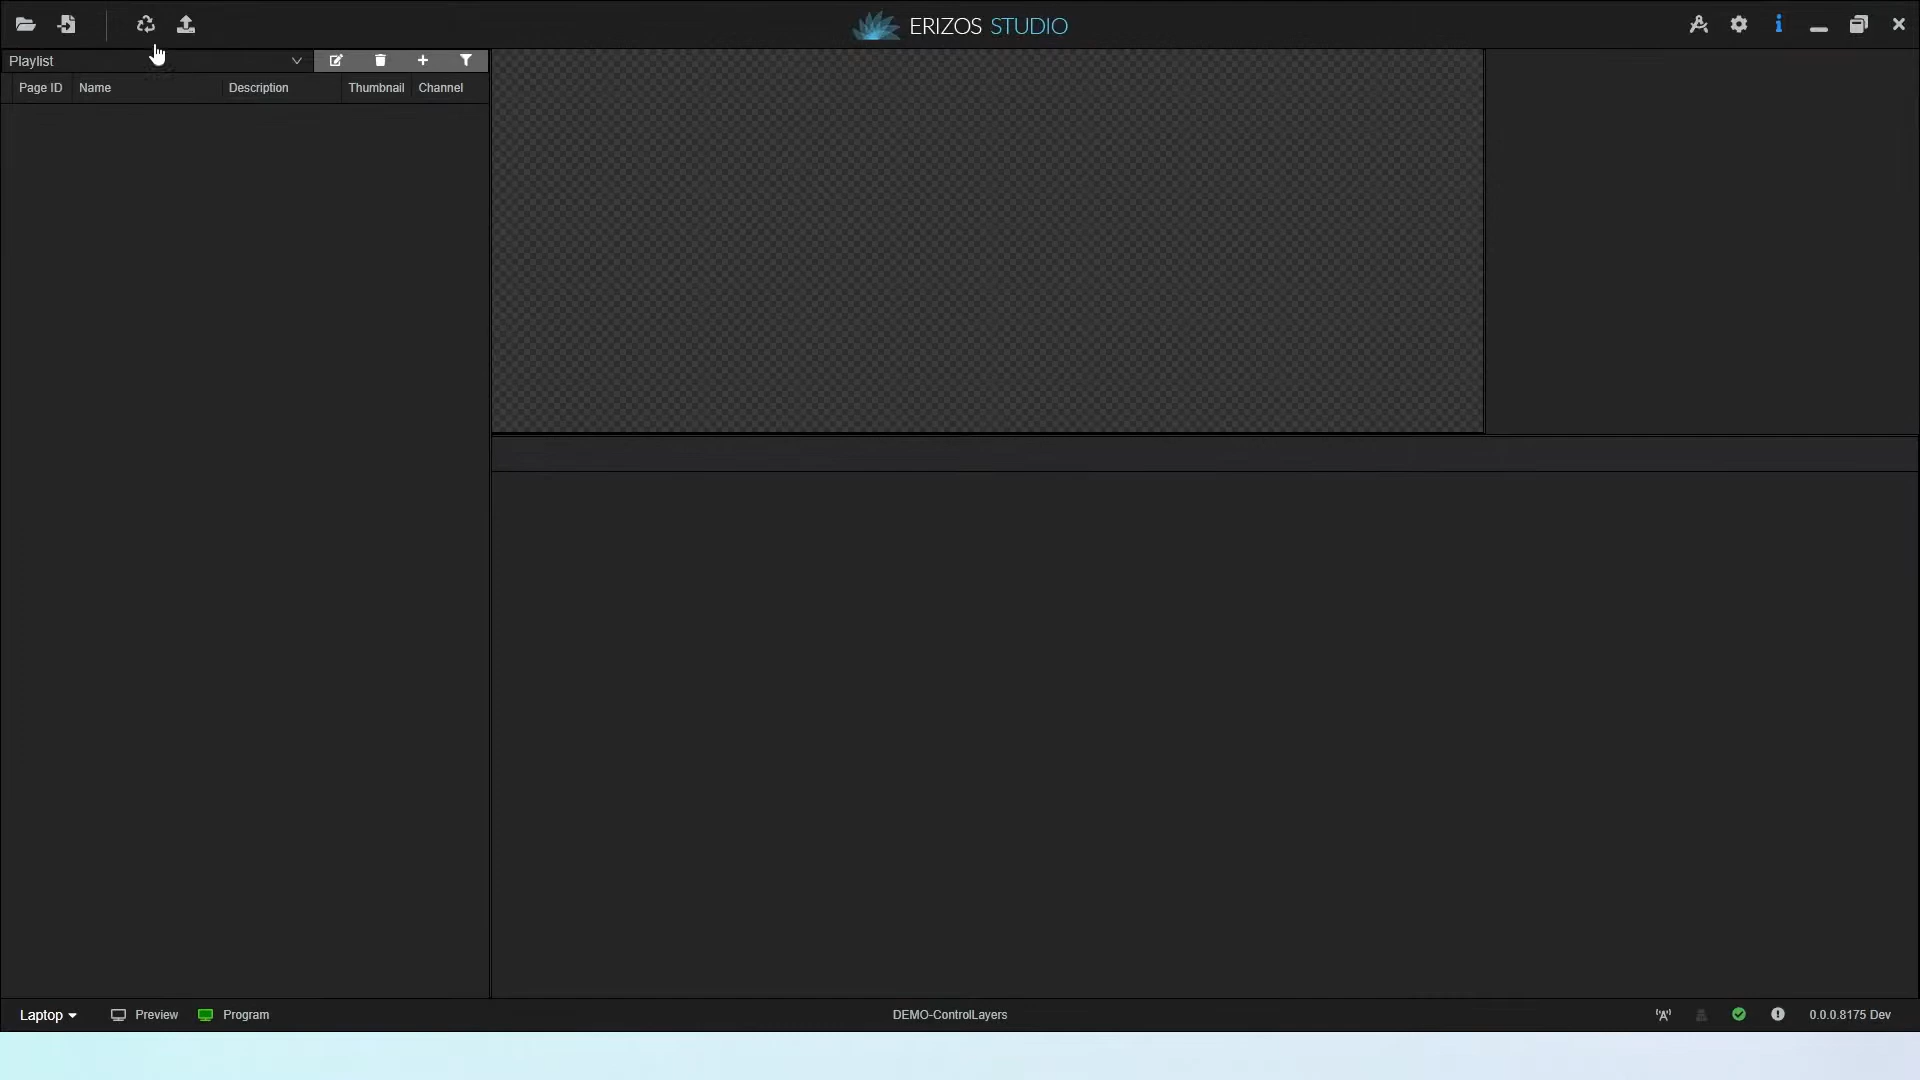 ERIZOS STUDIO
Playlist
Page ID Name Description Thumbnail Channel
Laptop Preview Program DEMO-ControlLayers 0.0.0.8175 Dev